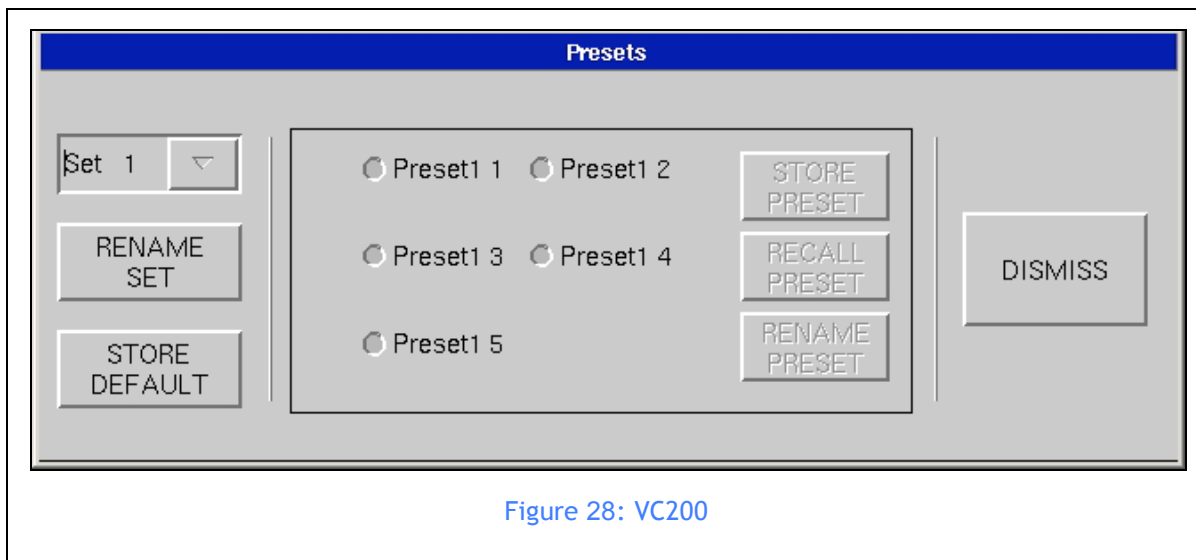 Presets
Set 1
RENAME
SET
STORE
DEFAULT
Preset1 1 Preset1 2
Preset1 3 Preset1 4
Preset1 5
STORE
PRESET
RECALL
PRESET
RENAME
PRESET
DISMISS
Figure 28: VC200